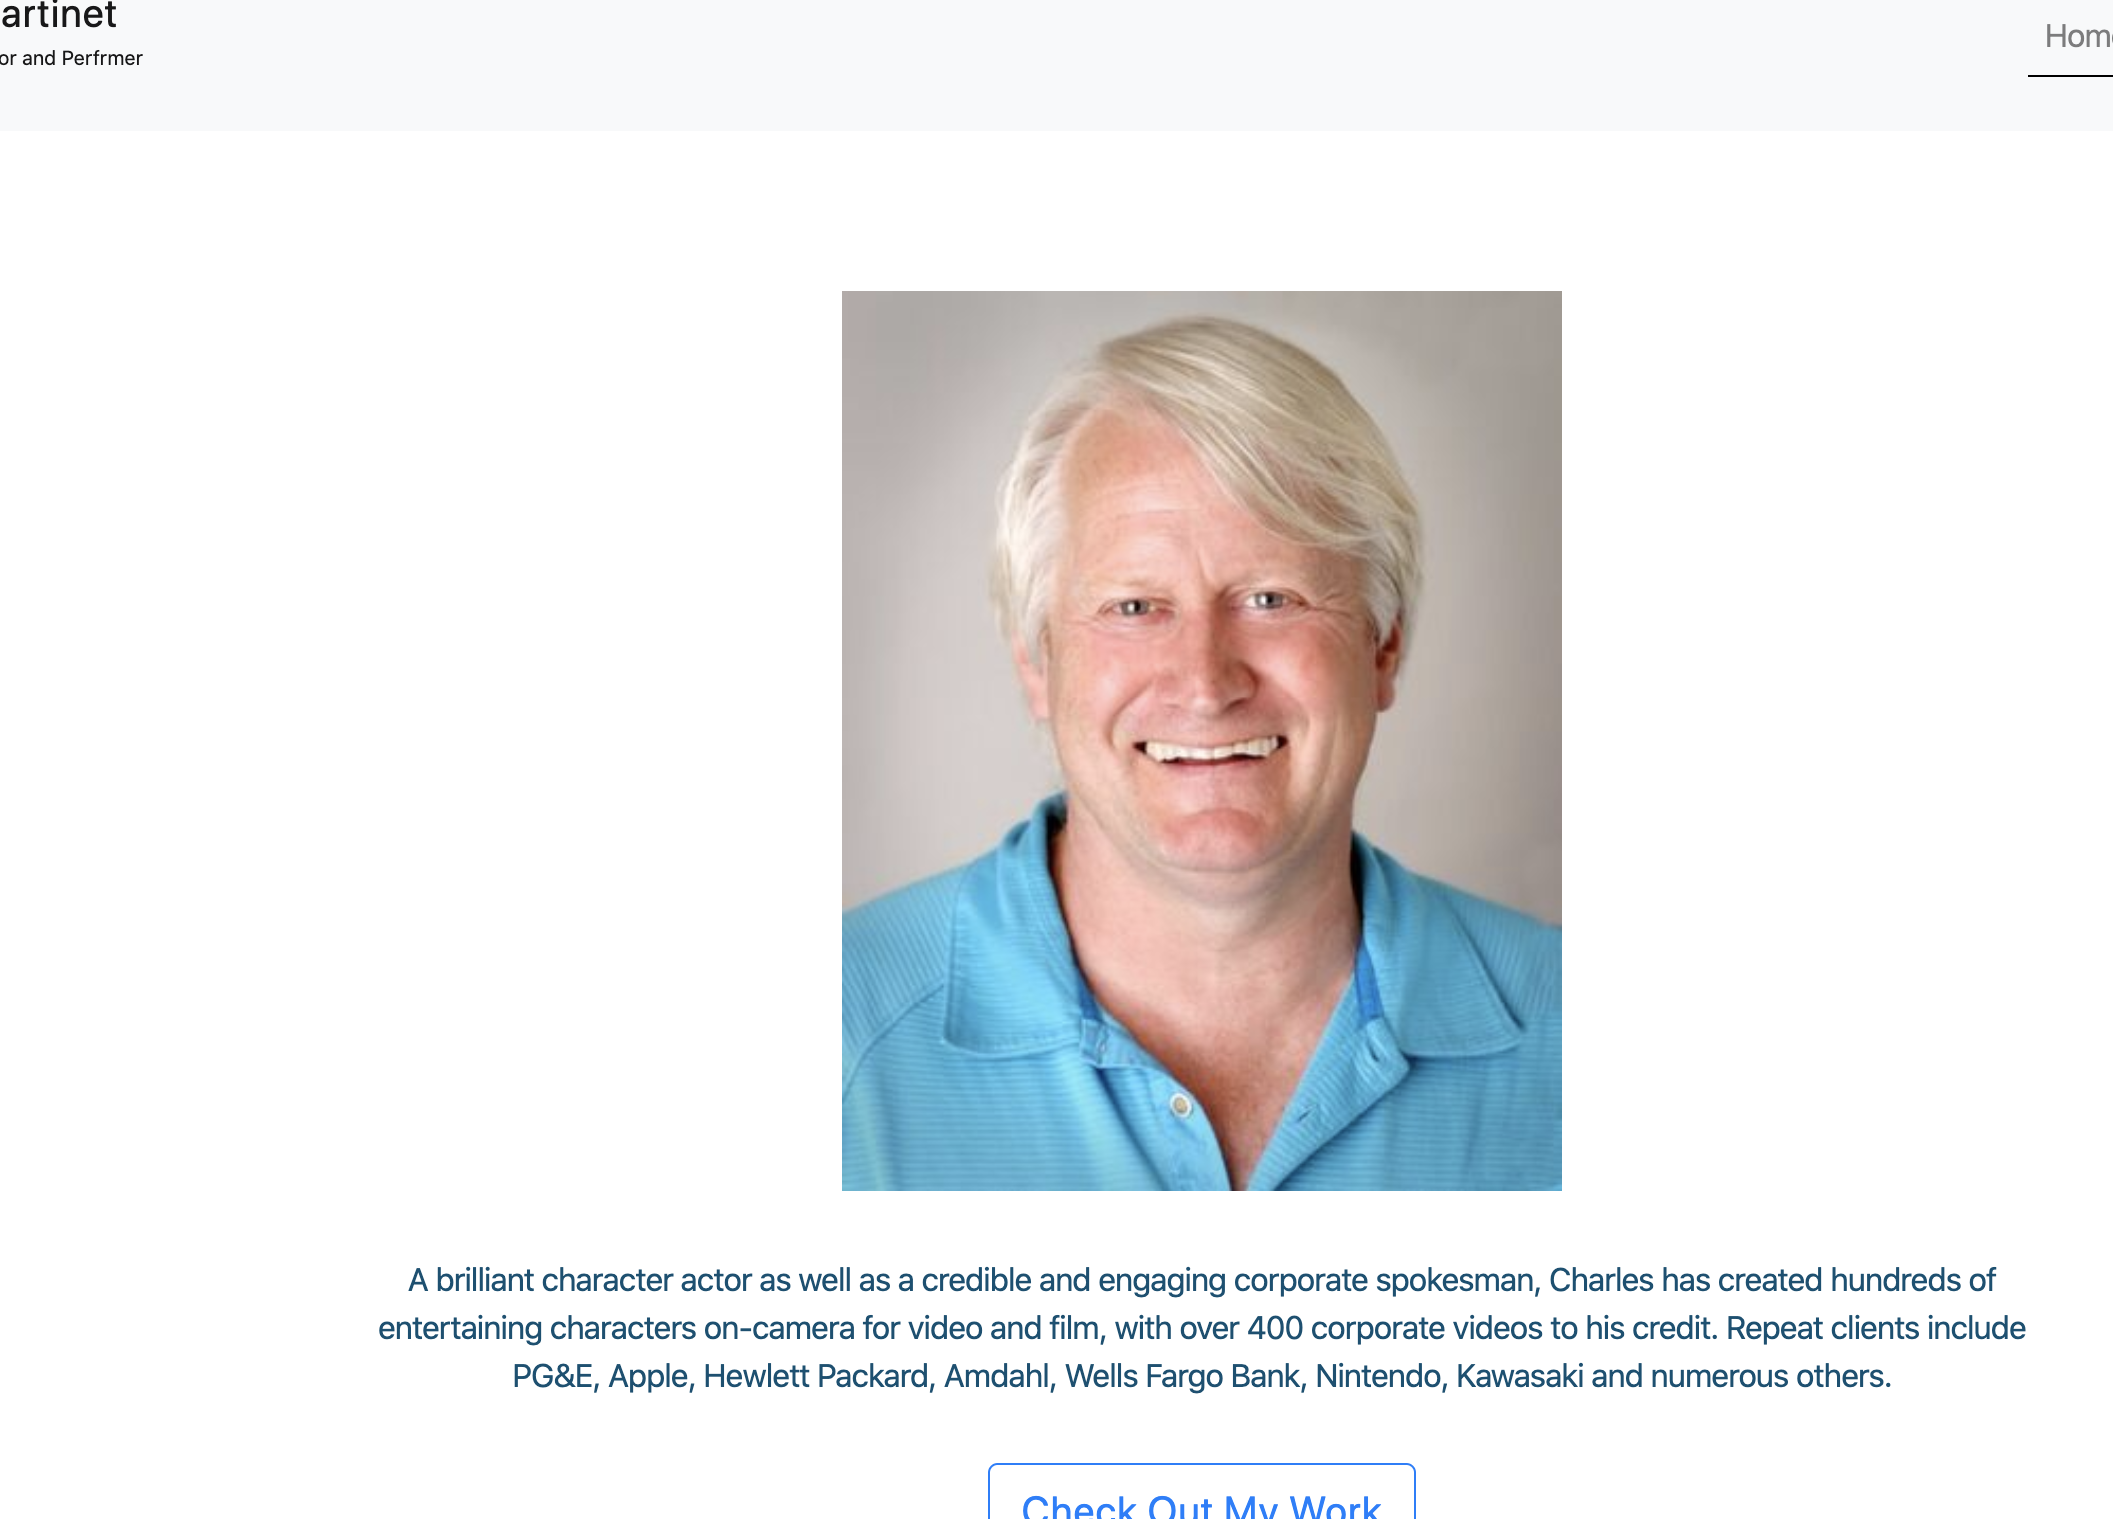 artinet
or and Perfrmer
Home
A brilliant character actor as well as a credible and engaging corporate spokesman, Charles has created hundreds of
entertaining characters on-camera for video and film, with over 400 corporate videos to his credit. Repeat clients include
PG&E, Apple, Hewlett Packard, Amdahl, Wells Fargo Bank, Nintendo, Kawasaki and numerous others.
Check Out My Work